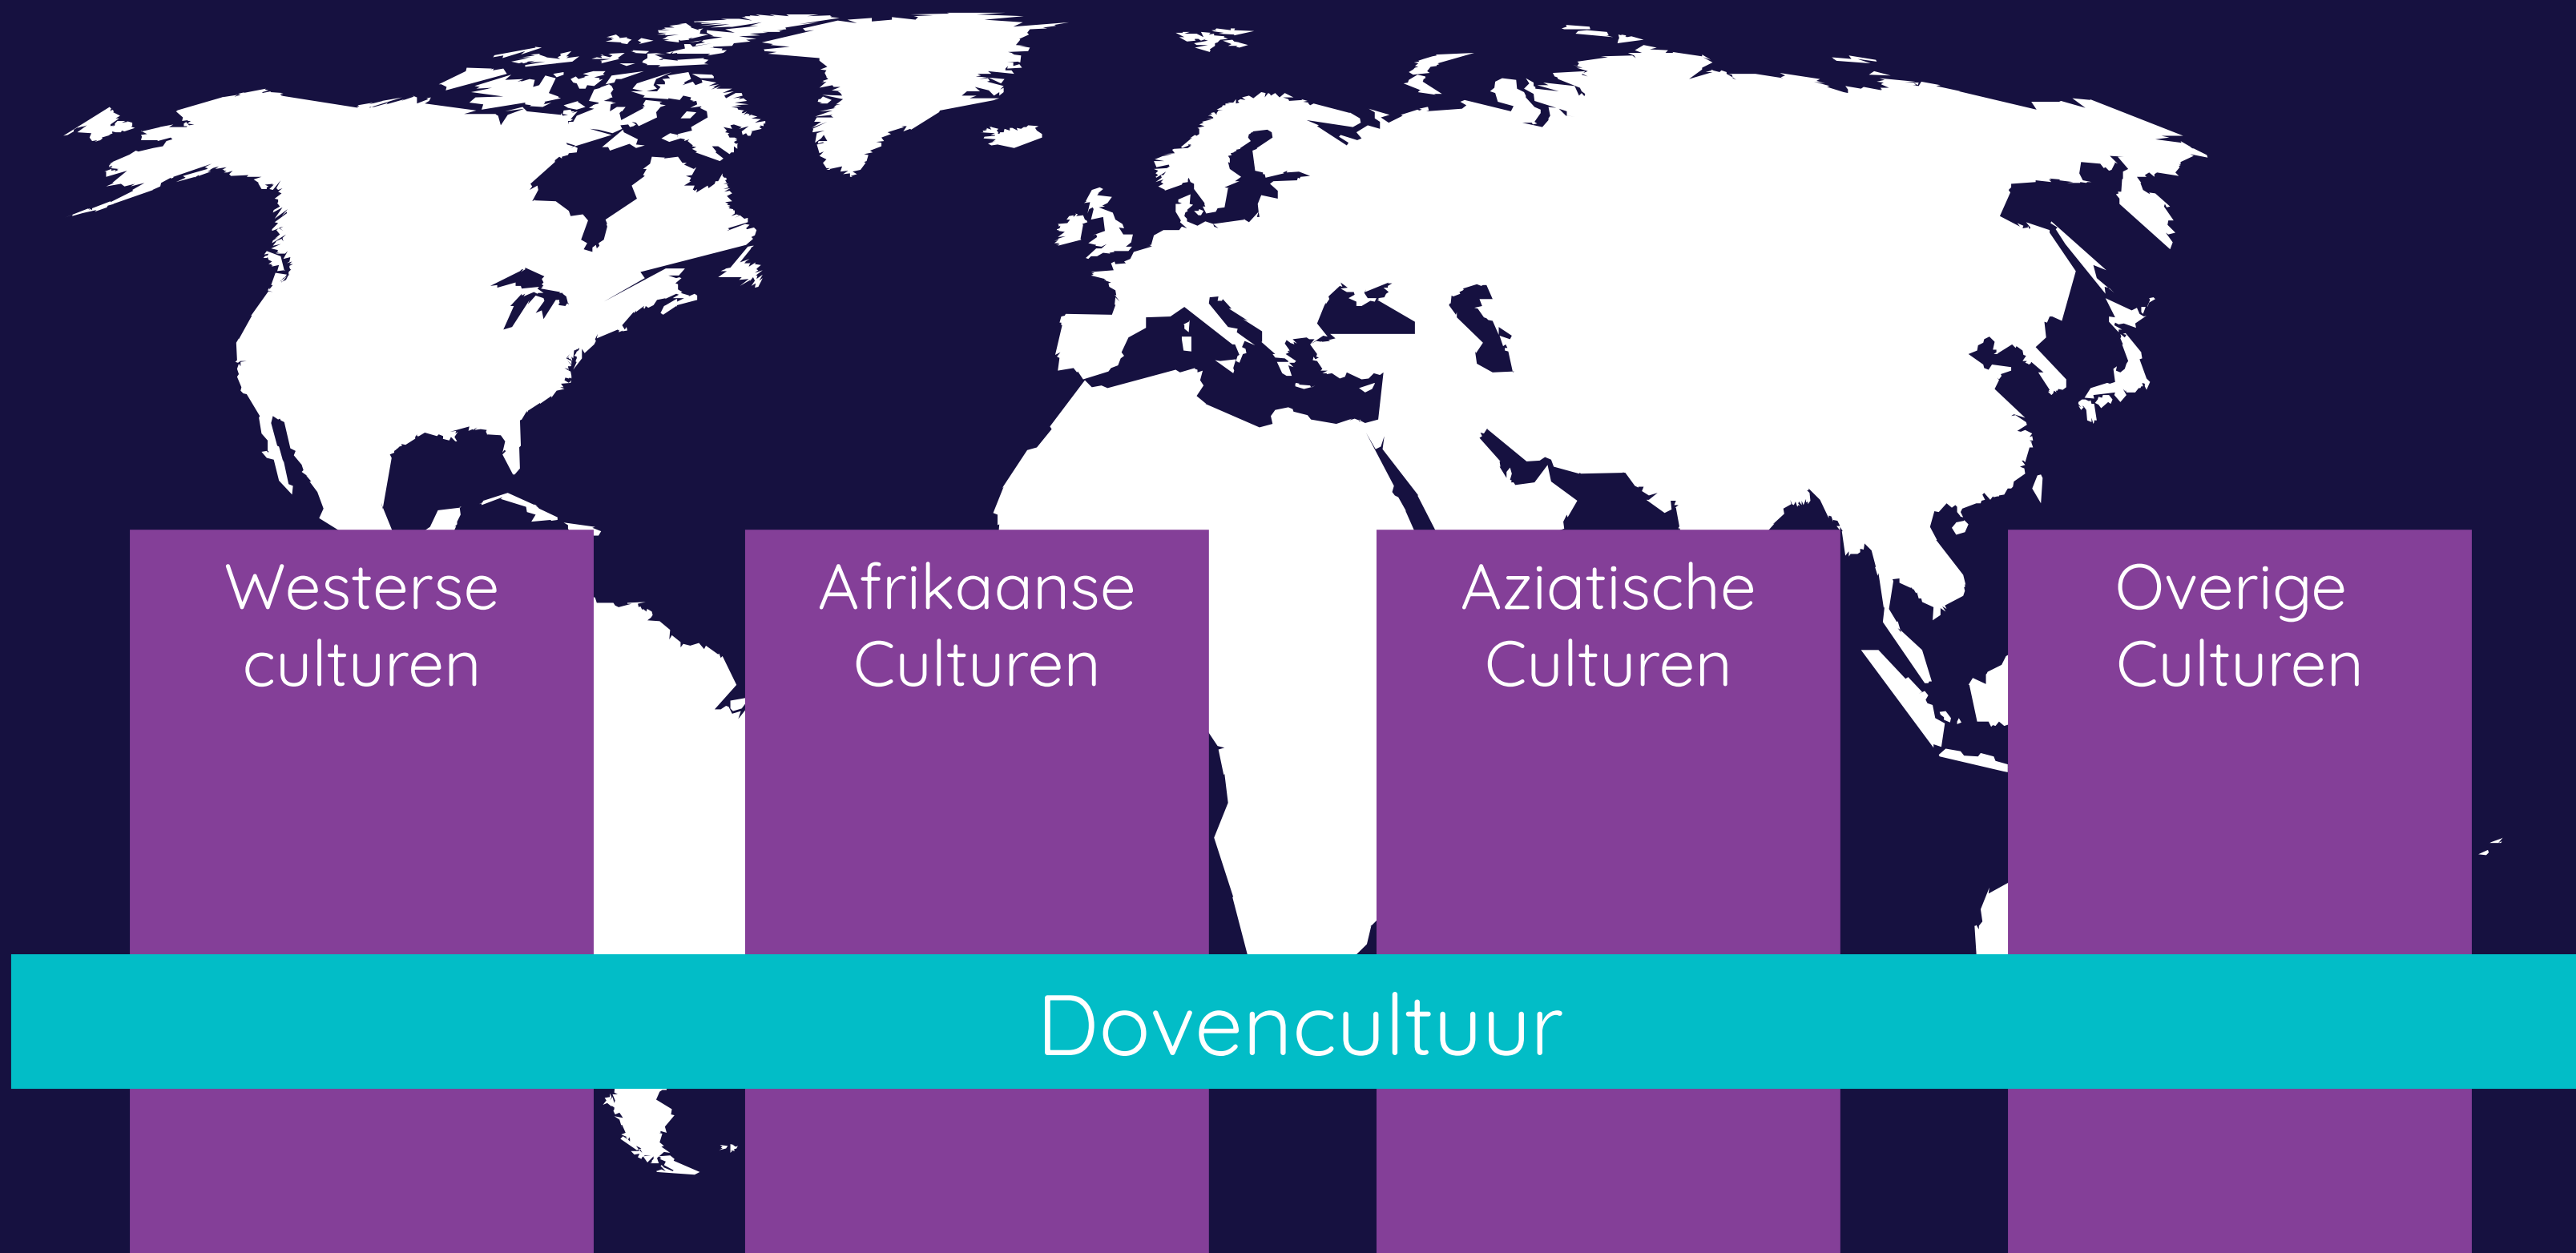 Westerse
culturen
Afrikaanse
Culturen
Aziatische
Culturen
Overige
Culturen
Dovencultuur